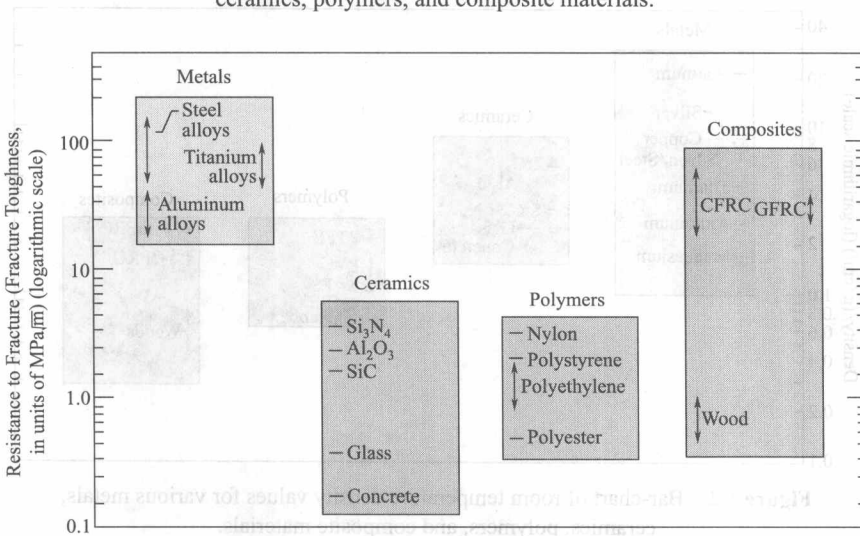 ceramics, polymers, and composite materials.
Resistance to Fracture (Fracture Toughness,
in units of MPa√m) (logarithmic scale)
100
10
1.0
0.1
Metals
Steel
alloys
Titanium
alloys
Aluminum
alloys
Ceramics
Si₃N₄
Al₂O₃
SiC
Glass
Concrete
Polymers
Nylon
Polystyrene
Polyethylene
Polyester
Composites
CFRC GFRC
Wood